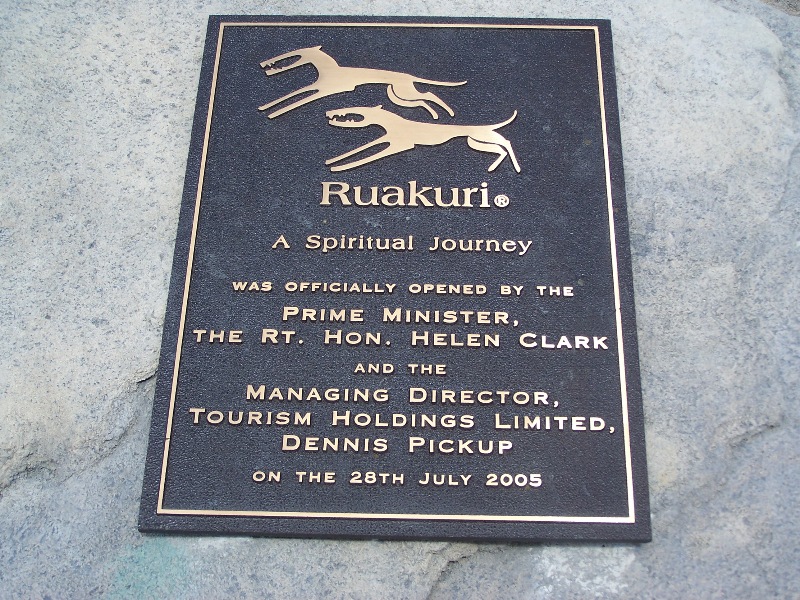 Ruakuri®
A Spiritual Journey
WAS OFFICIALLY OPENED BY THE
PRIME MINISTER,
THE RT. HON. HELEN CLARK
AND THE
MANAGING DIRECTOR,
TOURISM HOLDINGS LIMITED,
DENNIS PICKUP
ON THE 28TH JULY 2005